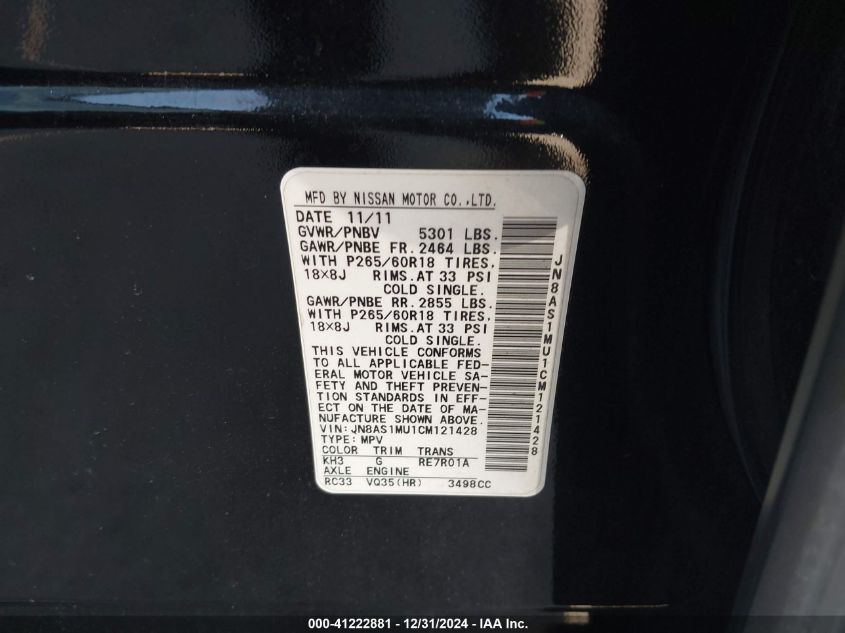 MFD BY NISSAN MOTOR CO.,LTD.
DATE 11/11
GVWR/PNBV 5301 LBS.
GAWR/PNBE FR. 2464 LBS.
WITH P265/60R18 TIRES,
18×8J RIMS.AT 33 PSI
COLD SINGLE.
GAWR/PNBE RR. 2855 LBS.
WITH P265/60R18 TIRES,
18×8J RIMS.AT 33 PSI
COLD SINGLE.
THIS VEHICLE CONFORMS
TO ALL APPLICABLE FED-
ERAL MOTOR VEHICLE SA-
FETY AND THEFT PREVEN-
TION STANDARDS IN EFF-
ECT ON THE DATE OF MA-
NUFACTURE SHOWN ABOVE.
VIN: JN8AS1MU1CM121428
TYPE: MPV
COLOR TRIM TRANS
KH3 G RE7R01A
AXLE ENGINE
RC33 VQ35(HR) 3498CC
JN8AS1MU1CM121428
000-41222881 - 12/31/2024 - IAA Inc.